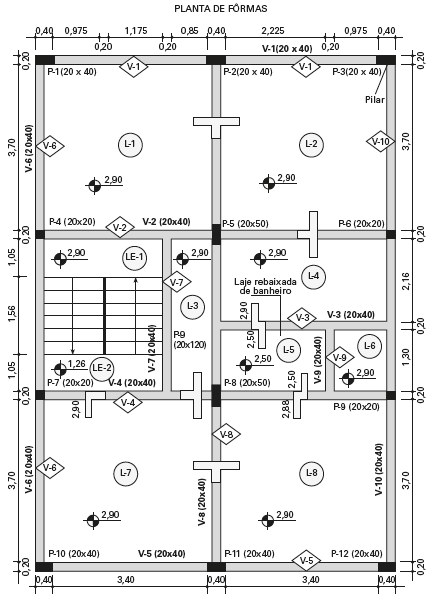 PLANTA DE FÔRMAS
0,40 0,975 1,175 0,85 0,40 2,225 0,975 0,40
V-1(20 x 40)
0,20 0,20 0,20
0,20 V-1 V-1 0,20
P-1(20 x 40) P-2(20 x 40) P-3(20 x 40)
Pilar
V-6 V-10
3,70 V-6 (20x40) L-1 L-2 3,70
2,90 2,90
P-4 (20x20) V-2 V-2 (20x40) P-5 (20x50) P-6 (20x20)
0,20 0,20
2,90 LE-1 2,90 2,90
1,05 L-4 2,16
V-7 Laje rebaixada
de banheiro
L-3
2,90 V-3 V-3 (20x40)
1,56 0,20
V-7 (20x40) P-9
(20x120)
2,50 L-5 V-9 (20x40) L-6
V-9
1,05 1,26 LE-2 2,50 2,90 1,30
P-7 (20x20) V-4 (20x40) P-8 (20x50) 2,50
0,20 0,20
2,90 V-4 2,88 P-9 (20x20)
V-8
V-6 L-7 L-8
3,70 V-6 (20x40) V-8 (20x40) V-10 (20x40) 3,70
2,90 2,90
P-10 (20x40) V-5 (20x40) P-11 (20x40) V-5 P-12 (20x40)
0,20 0,20
0,40 3,40 0,40 3,40 0,40